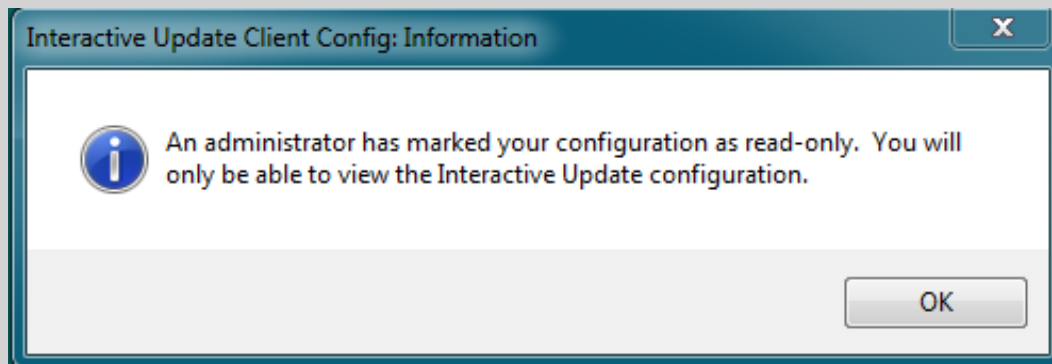 Interactive Update Client Config: Information
An administrator has marked your configuration as read-only.  You will
only be able to view the Interactive Update configuration.
OK